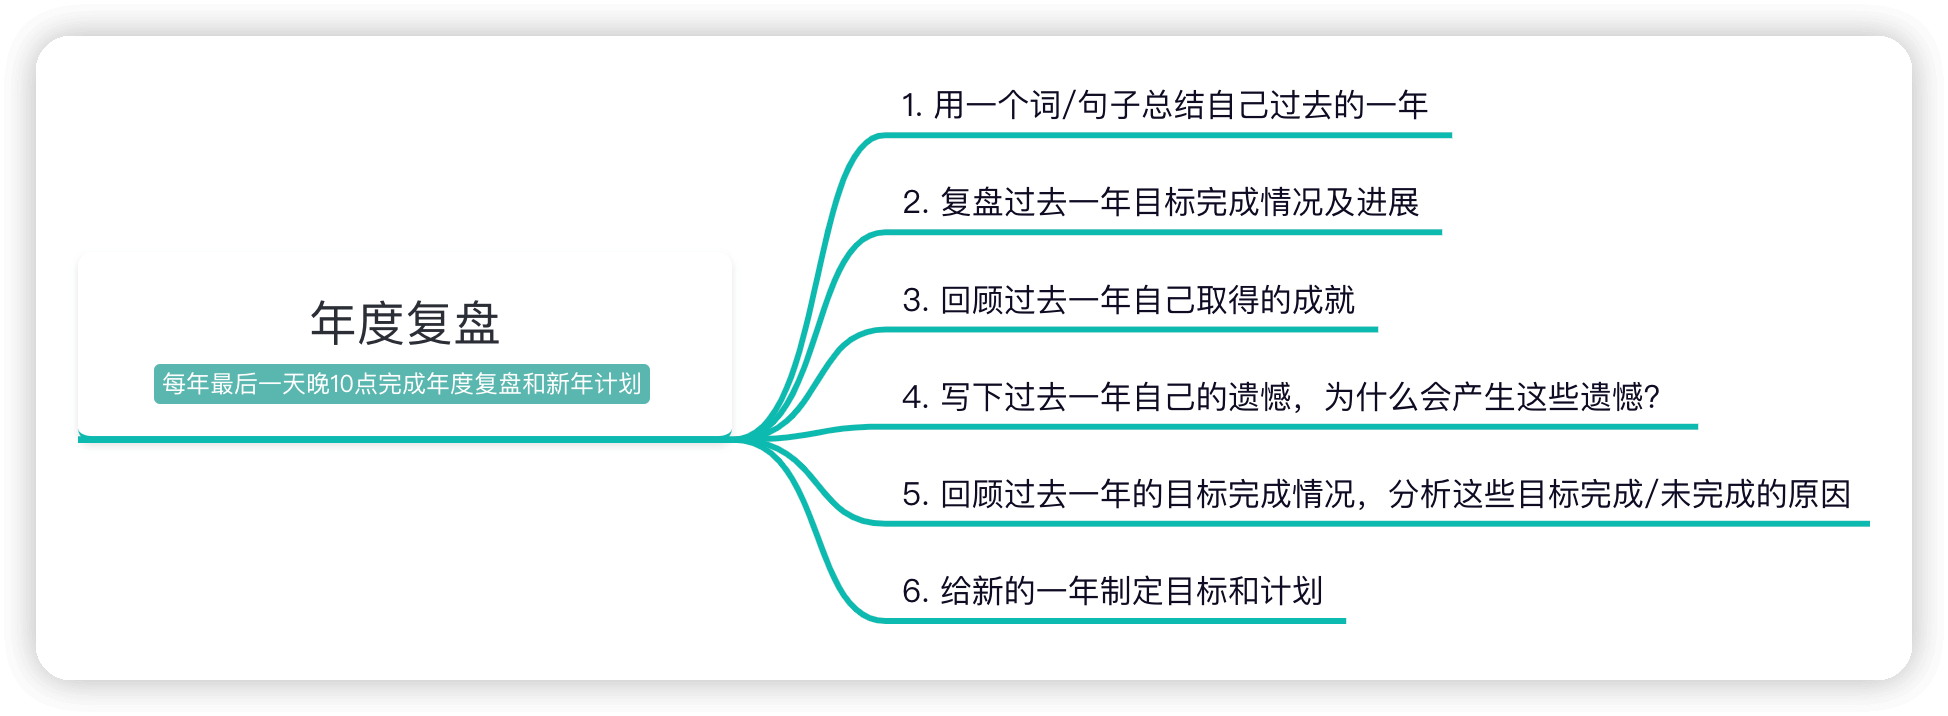 年度复盘
每年最后一天晚10点完成年度复盘和新年计划
1. 用一个词/句子总结自己过去的一年
2. 复盘过去一年目标完成情况及进展
3. 回顾过去一年自己取得的成就
4. 写下过去一年自己的遗憾，为什么会产生这些遗憾？
5. 回顾过去一年的目标完成情况，分析这些目标完成/未完成的原因
6. 给新的一年制定目标和计划